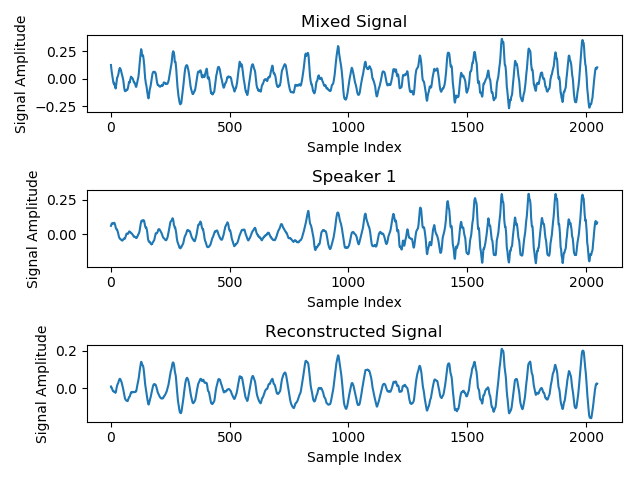 Mixed Signal
Signal Amplitude
0.25
0.00
−0.25
0 500 1000 1500 2000
Sample Index
Speaker 1
Signal Amplitude
0.25
0.00
0 500 1000 1500 2000
Sample Index
Reconstructed Signal
Signal Amplitude
0.2
0.0
0 500 1000 1500 2000
Sample Index